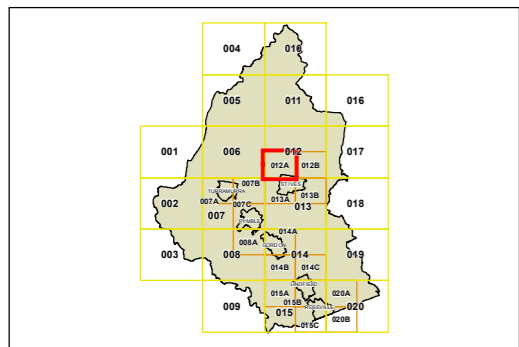 004 010
005 011 016
001 006 012 017
012A 012B
002 007B ST IVES 018
TURRAMURRA
007A 007C 013A 013B
007 013
PYMBLE
003 008A 014A 019
GORDON
008 014
014B 014C
LINDFIELD
009 015A 020A
015B ROSEVILLE 020
015 020B
015C